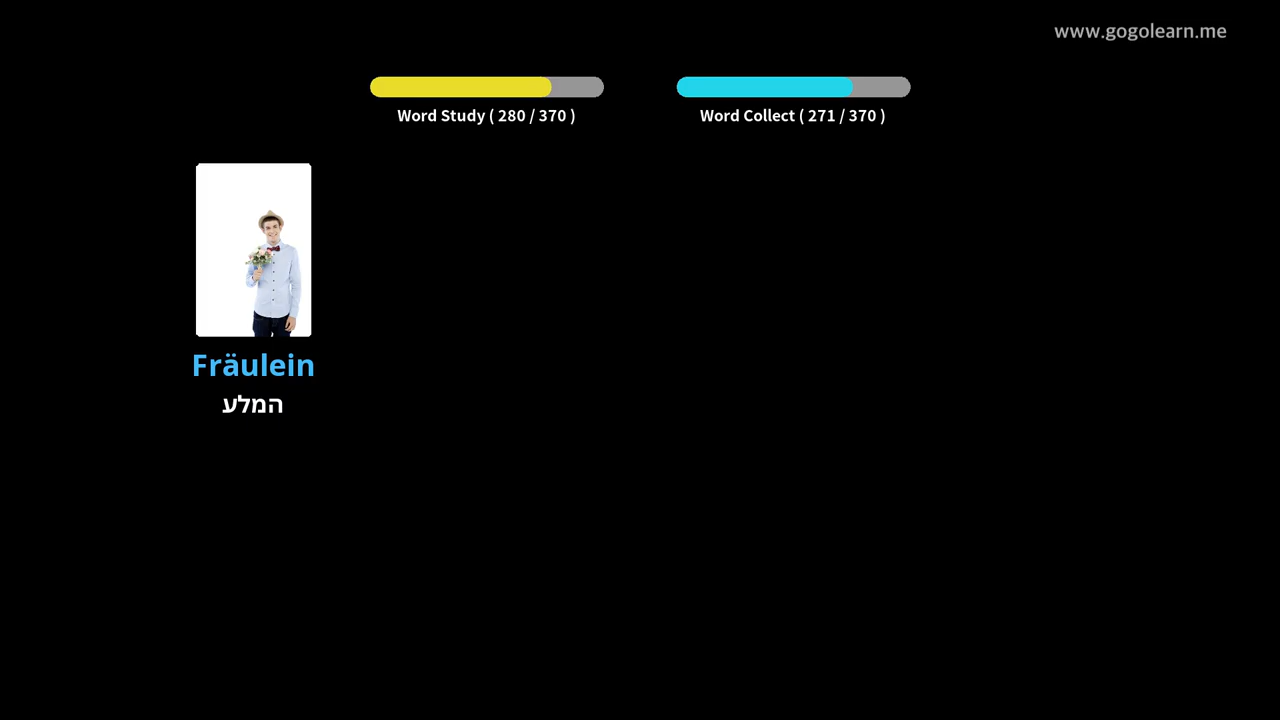 www.gogolearn.me
Word Study ( 280 / 370 )
Word Collect ( 271 / 370 )
Fräulein
המלע